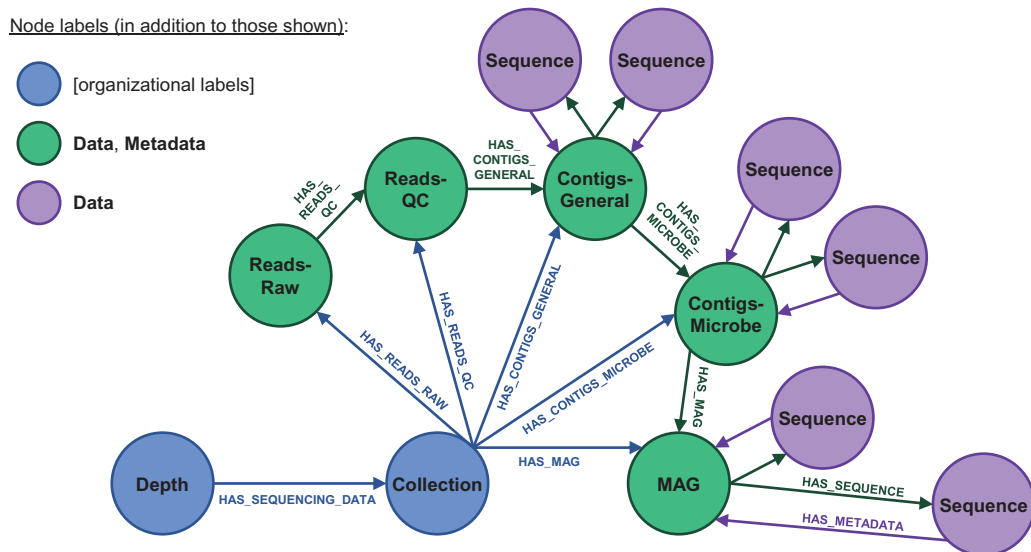 Node labels (in addition to those shown):
[organizational labels]
Data, Metadata
Data
Sequence
Sequence
HAS_
CONTIGS_
GENERAL
Reads-
QC
Contigs-
General
HAS_
READS_
QC
HAS_
CONTIGS_
MICROBE
Sequence
Sequence
Reads-
Raw
Contigs-
Microbe
HAS_READS_RAW
HAS_READS_QC
HAS_CONTIGS_GENERAL
HAS_CONTIGS_MICROBE
HAS_MAG
Sequence
HAS_MAG
Depth
HAS_SEQUENCING_DATA
Collection
MAG
HAS_SEQUENCE
HAS_METADATA
Sequence